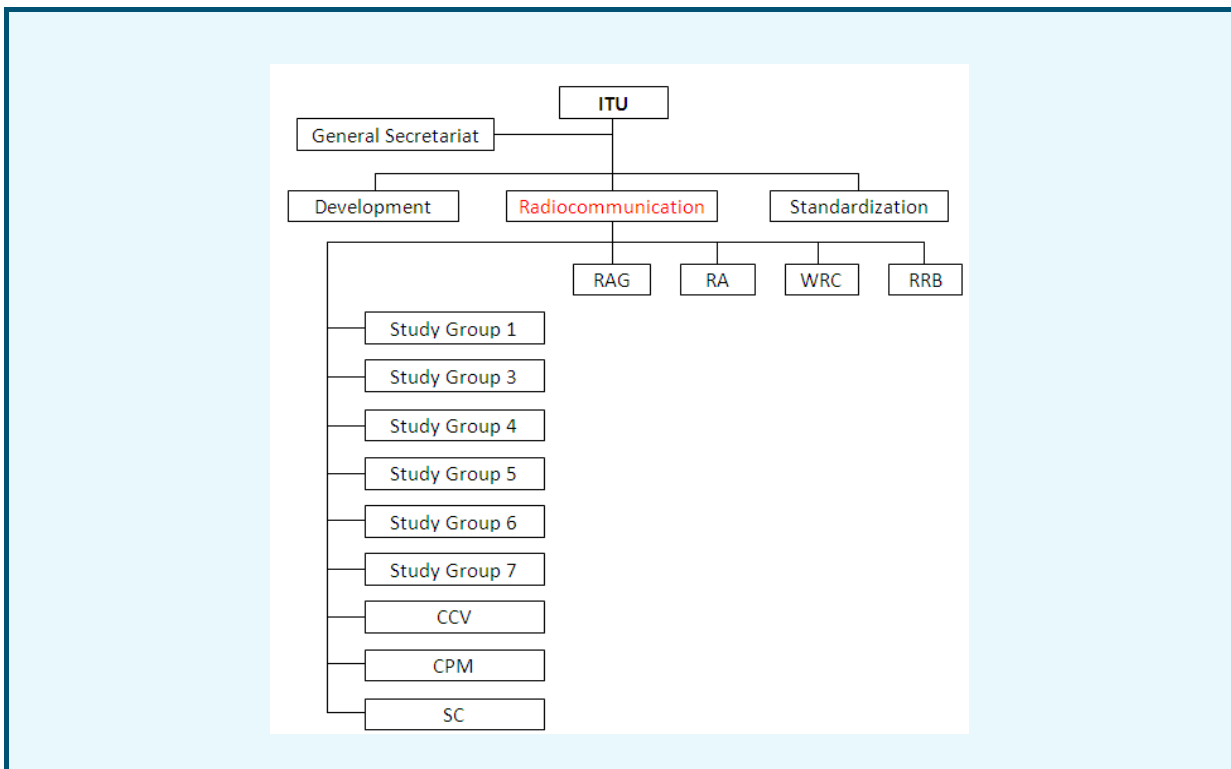 ITU
General Secretariat
Development
Radiocommunication
Standardization
RAG
RA
WRC
RRB
Study Group 1
Study Group 3
Study Group 4
Study Group 5
Study Group 6
Study Group 7
CCV
CPM
SC